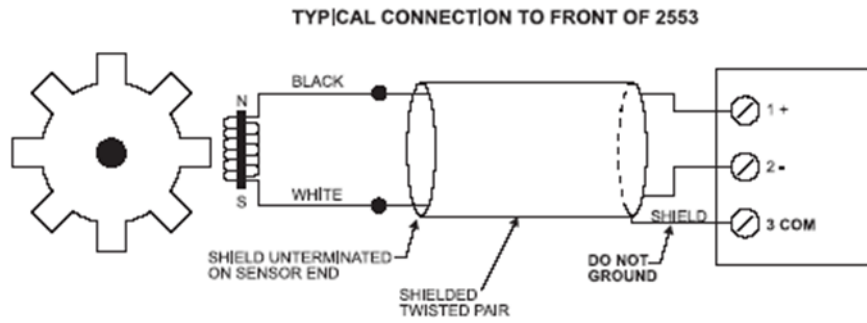 TYPICAL CONNECTION TO FRONT OF 2553
BLACK
N
1 +
2 -
WHITE
S
SHIELD
3 COM
SHIELD UNTERMINATED
ON SENSOR END
DO NOT
GROUND
SHIELDED
TWISTED PAIR